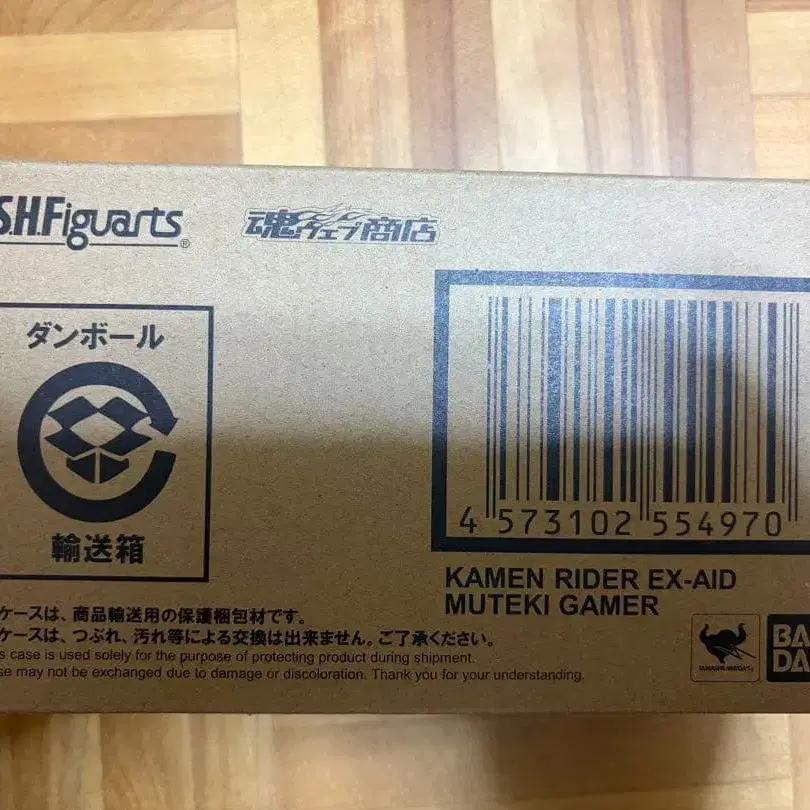 S.H.Figuarts®
魂ウェブ商店
ダンボール
輸送箱
4 573102 554970
KAMEN RIDER EX-AID
MUTEKI GAMER
ケースは、商品輸送用の保護梱包材です。
ケースは、つぶれ、汚れ等による交換は出来ません。ご了承ください。
s case is used solely for the purpose of protecting product during shipment.
se may not be exchanged due to damage or discoloration. Thank you for your understanding.
TAMASHII NATIONS
BA
DA